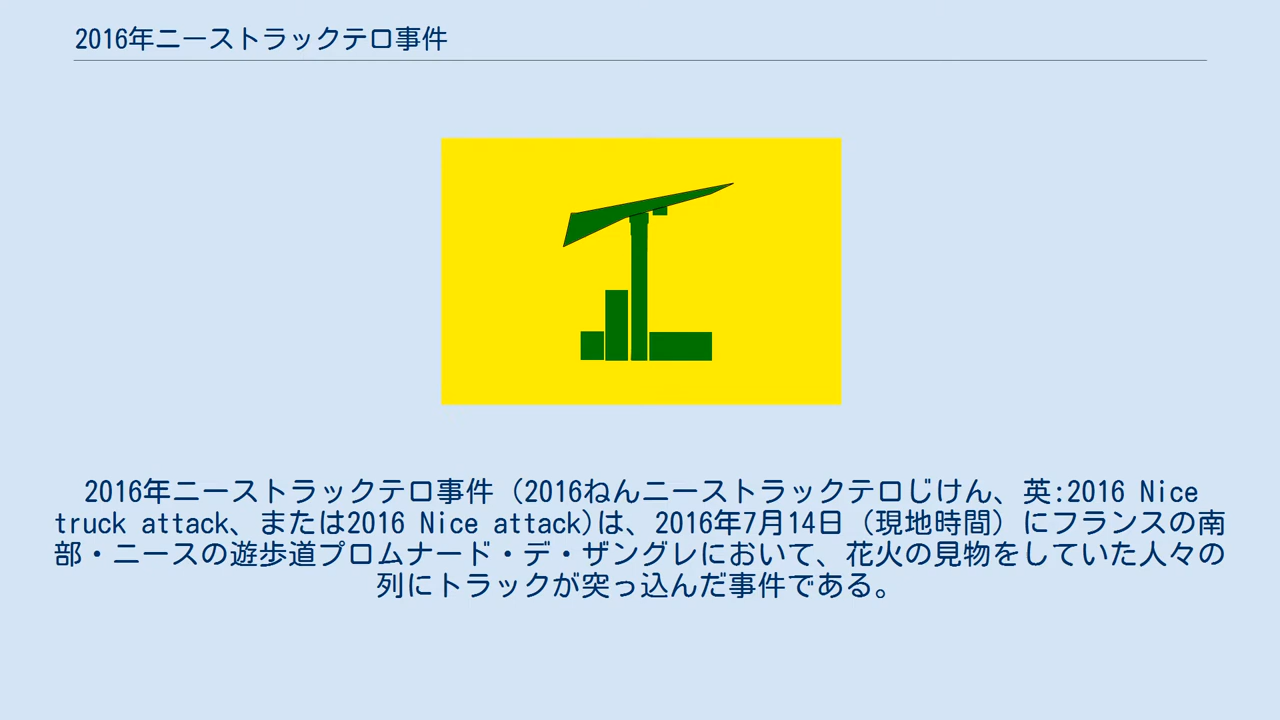 2016年ニーストラックテロ事件
2016年ニーストラックテロ事件（2016ねんニーストラックテロじけん、英:2016 Nice
truck attack、または2016 Nice attack)は、2016年7月14日（現地時間）にフランスの南
部・ニースの遊歩道プロムナード・デ・ザングレにおいて、花火の見物をしていた人々の
列にトラックが突っ込んだ事件である。